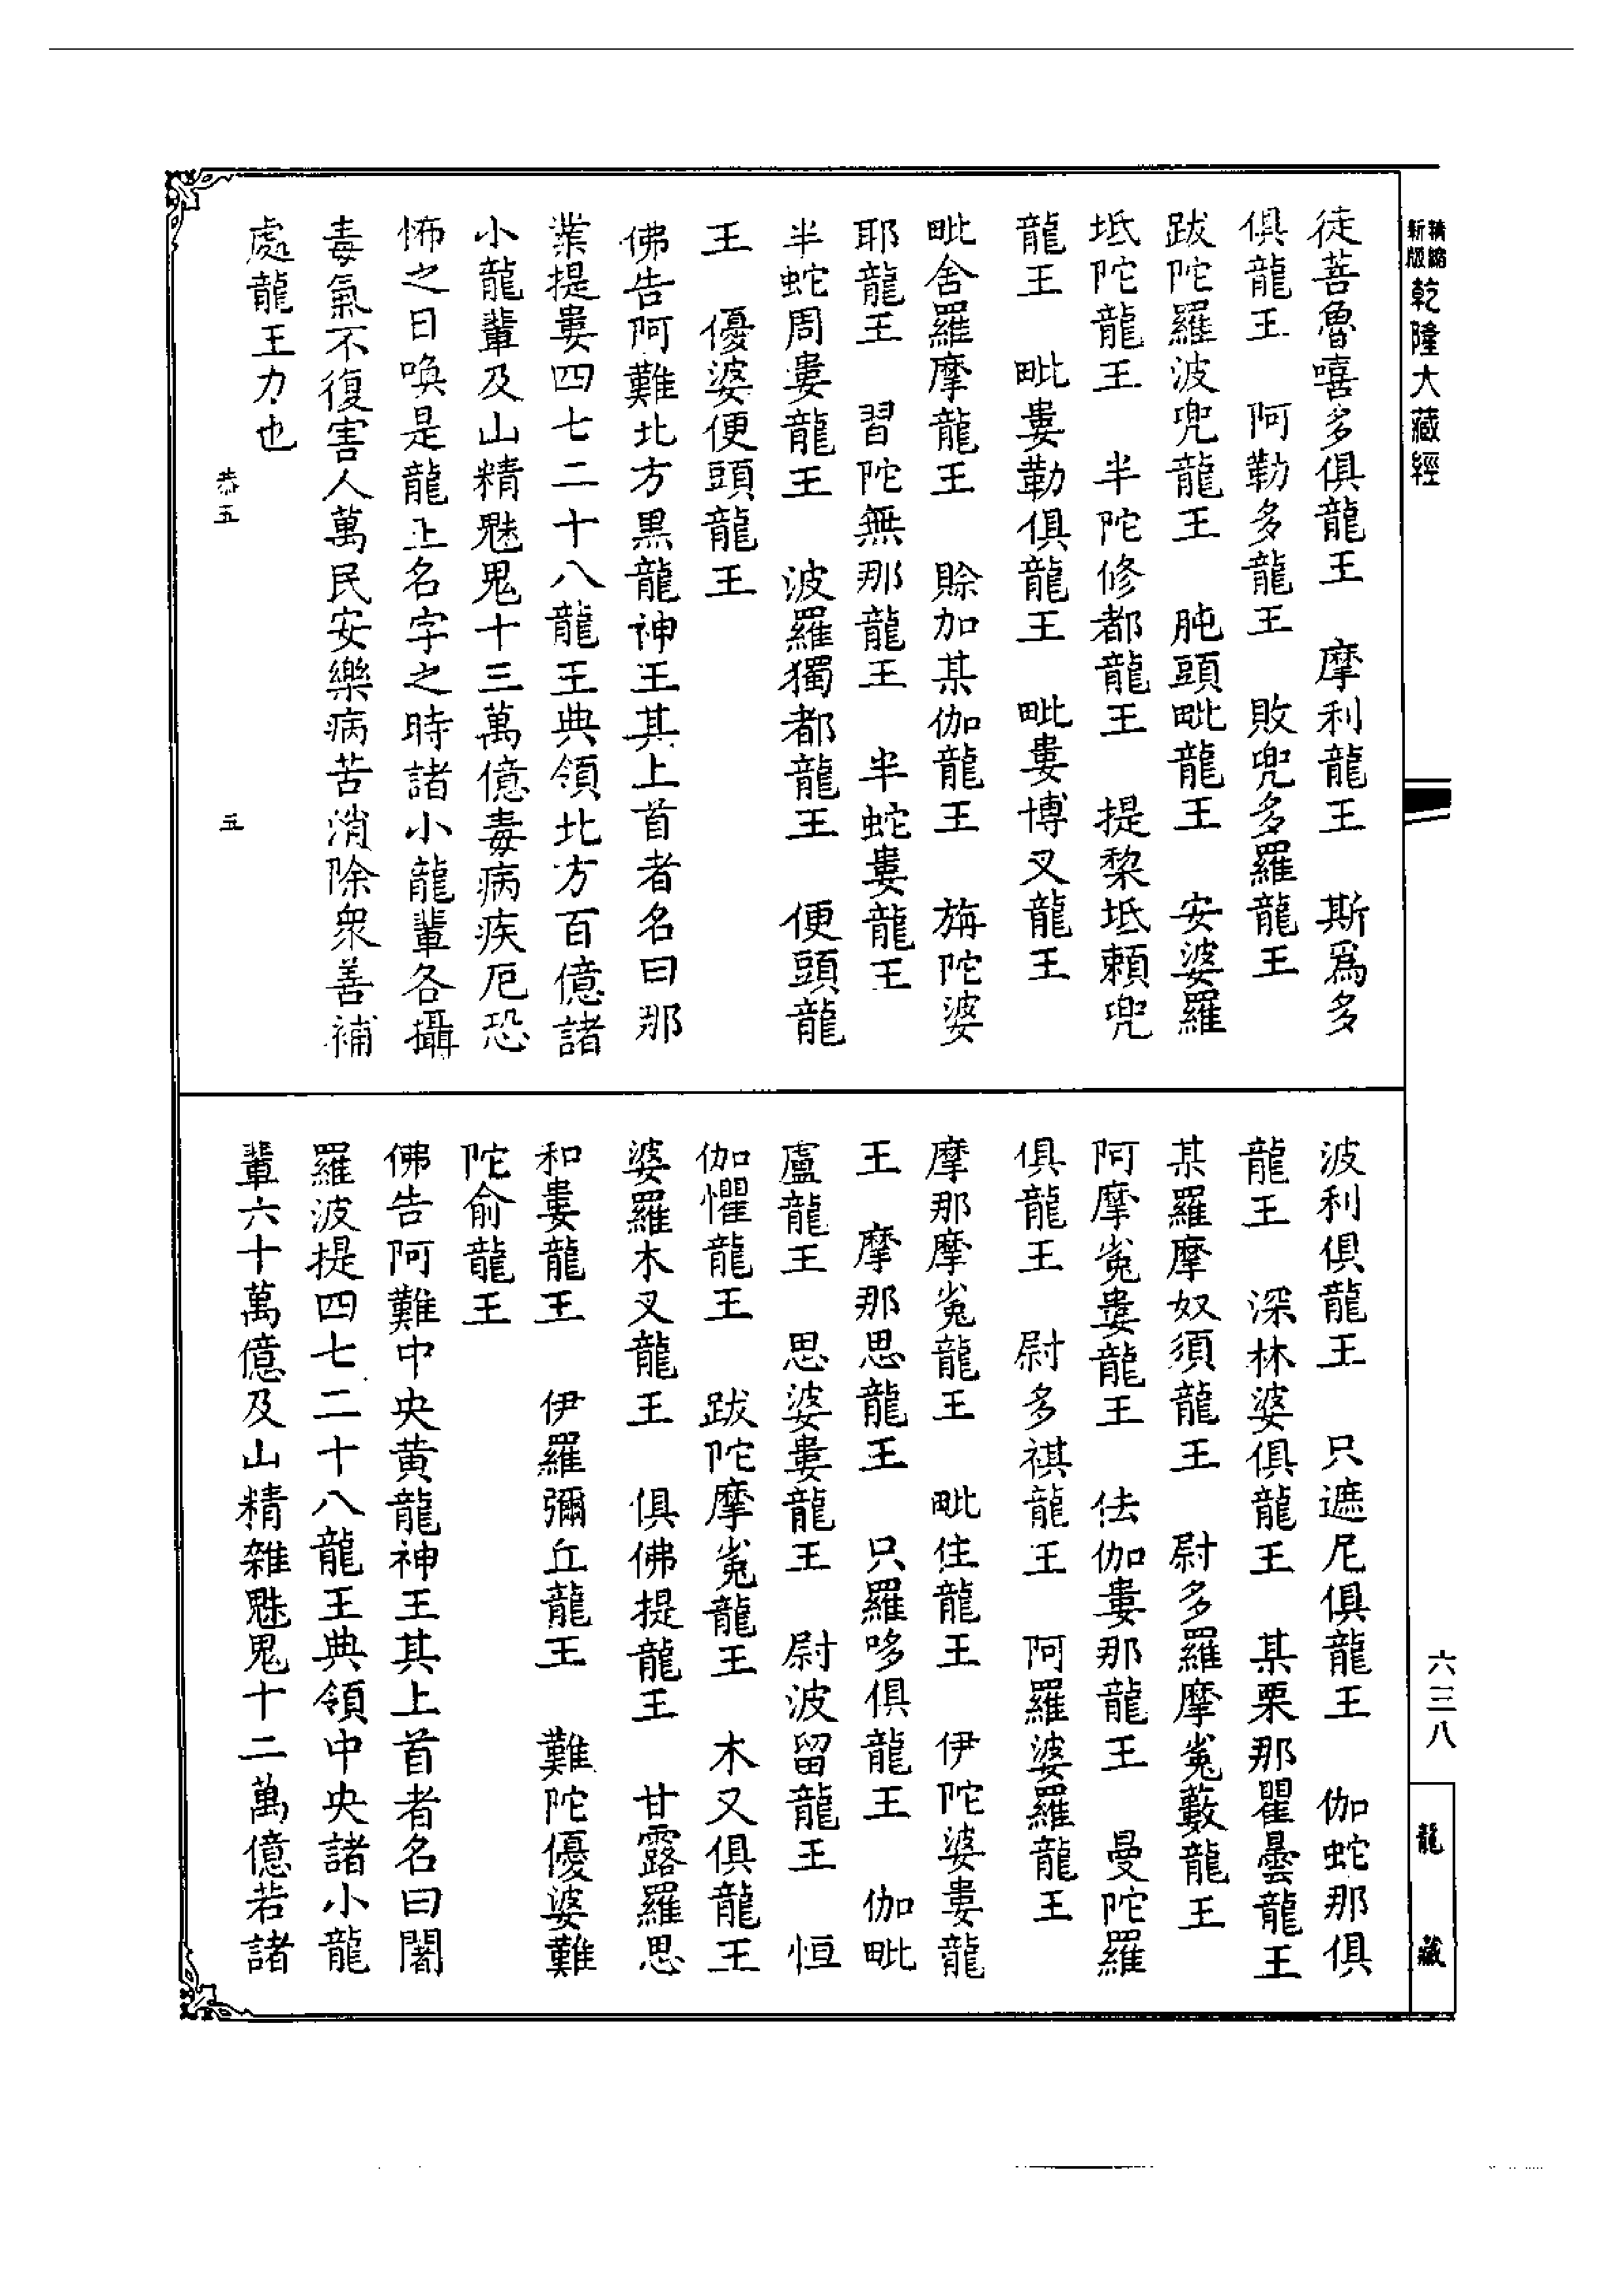 精縮新版乾隆大藏經
徒菩魯嘻多俱龍王　摩利龍王　斯為多
俱龍王　阿勒多龍王　敗兜多羅龍王
跋陀羅波兜龍王　肫頭毗龍王　安婆羅
坻陀龍王　半陀修都龍王　提棃坻賴兜
龍王　毗婁勒俱龍王　毗婁博叉龍王
毗舍羅摩龍王　賒加某伽龍王　旃陀婆
耶龍王　習陀無那龍王　半蛇婁龍王
半蛇周婁龍王　波羅獨都龍王　便頭龍
王　優婆便頭龍王
佛告阿難北方黑龍神王其上首者名曰那
業提婁四七二十八龍王典領北方百億諸
小龍輩及山精魅鬼十三萬億毒病疾厄恐
怖之日喚是龍王名字之時諸小龍輩各攝
毒氣不復害人萬民安樂病苦消除衆善補
處龍王力也
恭五　五
波利俱龍王　只遮尼俱龍王　伽蛇那俱
龍王　深林婆俱龍王　某栗那瞿曇龍王
某羅摩奴須龍王　尉多羅摩嵬藪龍王
阿摩嵬婁龍王　佉伽婁那龍王　曼陀羅
俱龍王　尉多祺龍王　阿羅婆羅龍王
摩那摩嵬龍王　毗住龍王　伊陀婆婁龍
王　摩那思龍王　只羅哆俱龍王　伽毗
盧龍王　思婆婁龍王　尉波留龍王　恒
伽懼龍王　跋陀摩嵬龍王　木叉俱龍王
婆羅木叉龍王　俱佛提龍王　甘露羅思
和婁龍王　伊羅彌丘龍王　難陀優婆難
陀俞龍王
佛告阿難中央黄龍神王其上首者名曰闍
羅波提四七二十八龍王典領中央諸小龍
輩六十萬億及山精雜魅鬼十二萬億若諸
六三八
龍藏